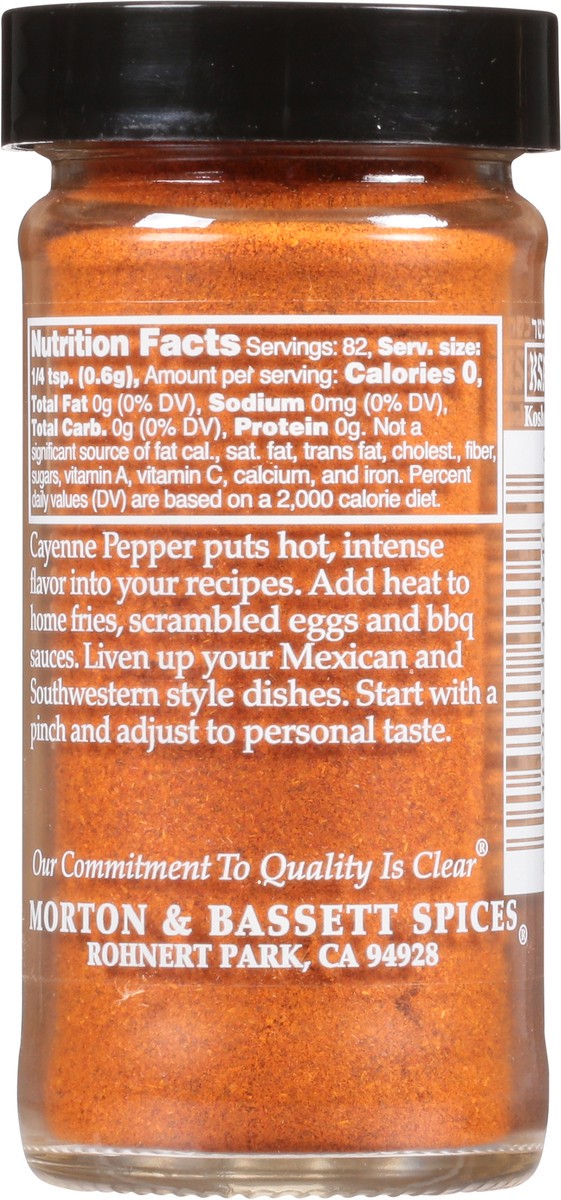 Nutrition Facts Servings: 82, Serv. size:
1/4 tsp. (0.6g), Amount per serving: Calories 0,
Total Fat 0g (0% DV), Sodium 0mg (0% DV),
Total Carb. 0g (0% DV), Protein 0g. Not a
significant source of fat cal., sat. fat, trans fat, cholest., fiber,
sugars, vitamin A, vitamin C, calcium, and iron. Percent
daily values (DV) are based on a 2,000 calorie diet.
Cayenne Pepper puts hot, intense
flavor into your recipes. Add heat to
home fries, scrambled eggs and bbq
sauces. Liven up your Mexican and
Southwestern style dishes. Start with a
pinch and adjust to personal taste.
Our Commitment To Quality Is Clear®
MORTON & BASSETT SPICES®
ROHNERT PARK, CA 94928